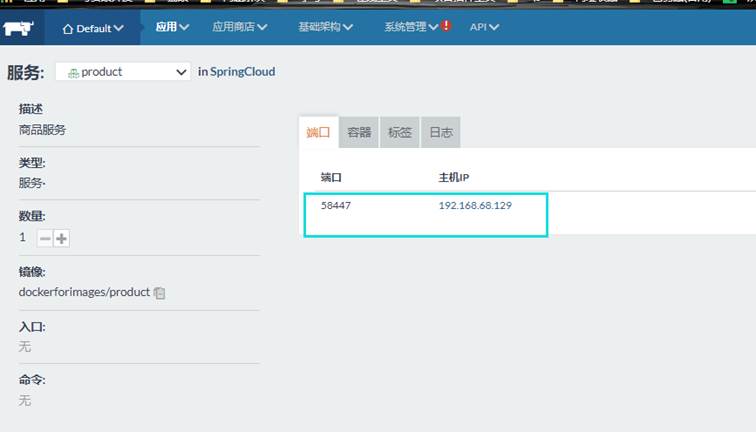 Default
应用
应用商店
基础架构
系统管理
API
服务:
product
in SpringCloud
描述
商品服务
类型:
服务
数量:
1
镜像:
dockerforimages/product
入口:
无
命令:
无
端口
容器
标签
日志
端口 主机IP
58447 192.168.68.129